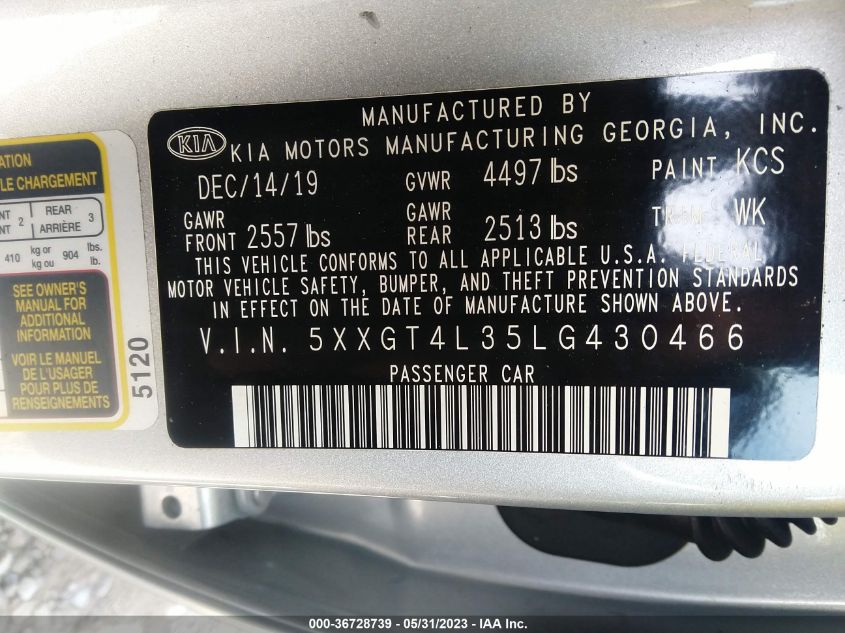 MANUFACTURED BY
KIA KIA MOTORS MANUFACTURING GEORGIA, INC.
DEC/14/19 GVWR 4497 lbs PAINT KCS
GAWR FRONT 2557 lbs GAWR REAR 2513 lbs TRIM WK
THIS VEHICLE CONFORMS TO ALL APPLICABLE U.S.A. FEDERAL
MOTOR VEHICLE SAFETY, BUMPER, AND THEFT PREVENTION STANDARDS
IN EFFECT ON THE DATE OF MANUFACTURE SHOWN ABOVE.
V.I.N. 5XXGT4L35LG430466
PASSENGER CAR
LE CHARGEMENT
2 REAR 3
ARRIÈRE
410 kg or 904 lbs.
kg ou lb.
SEE OWNER'S
MANUAL FOR
ADDITIONAL
INFORMATION
VOIR LE MANUEL
DE L'USAGER
POUR PLUS DE
RENSEIGNEMENTS
5120
000-36728739 - 05/31/2023 - IAA Inc.